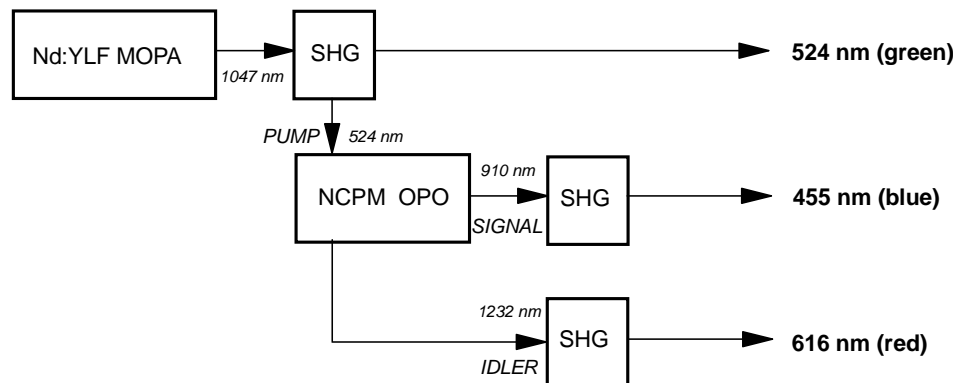 Nd:YLF MOPA
1047 nm
SHG
524 nm (green)
PUMP
524 nm
NCPM OPO
910 nm
SIGNAL
SHG
455 nm (blue)
1232 nm
IDLER
SHG
616 nm (red)